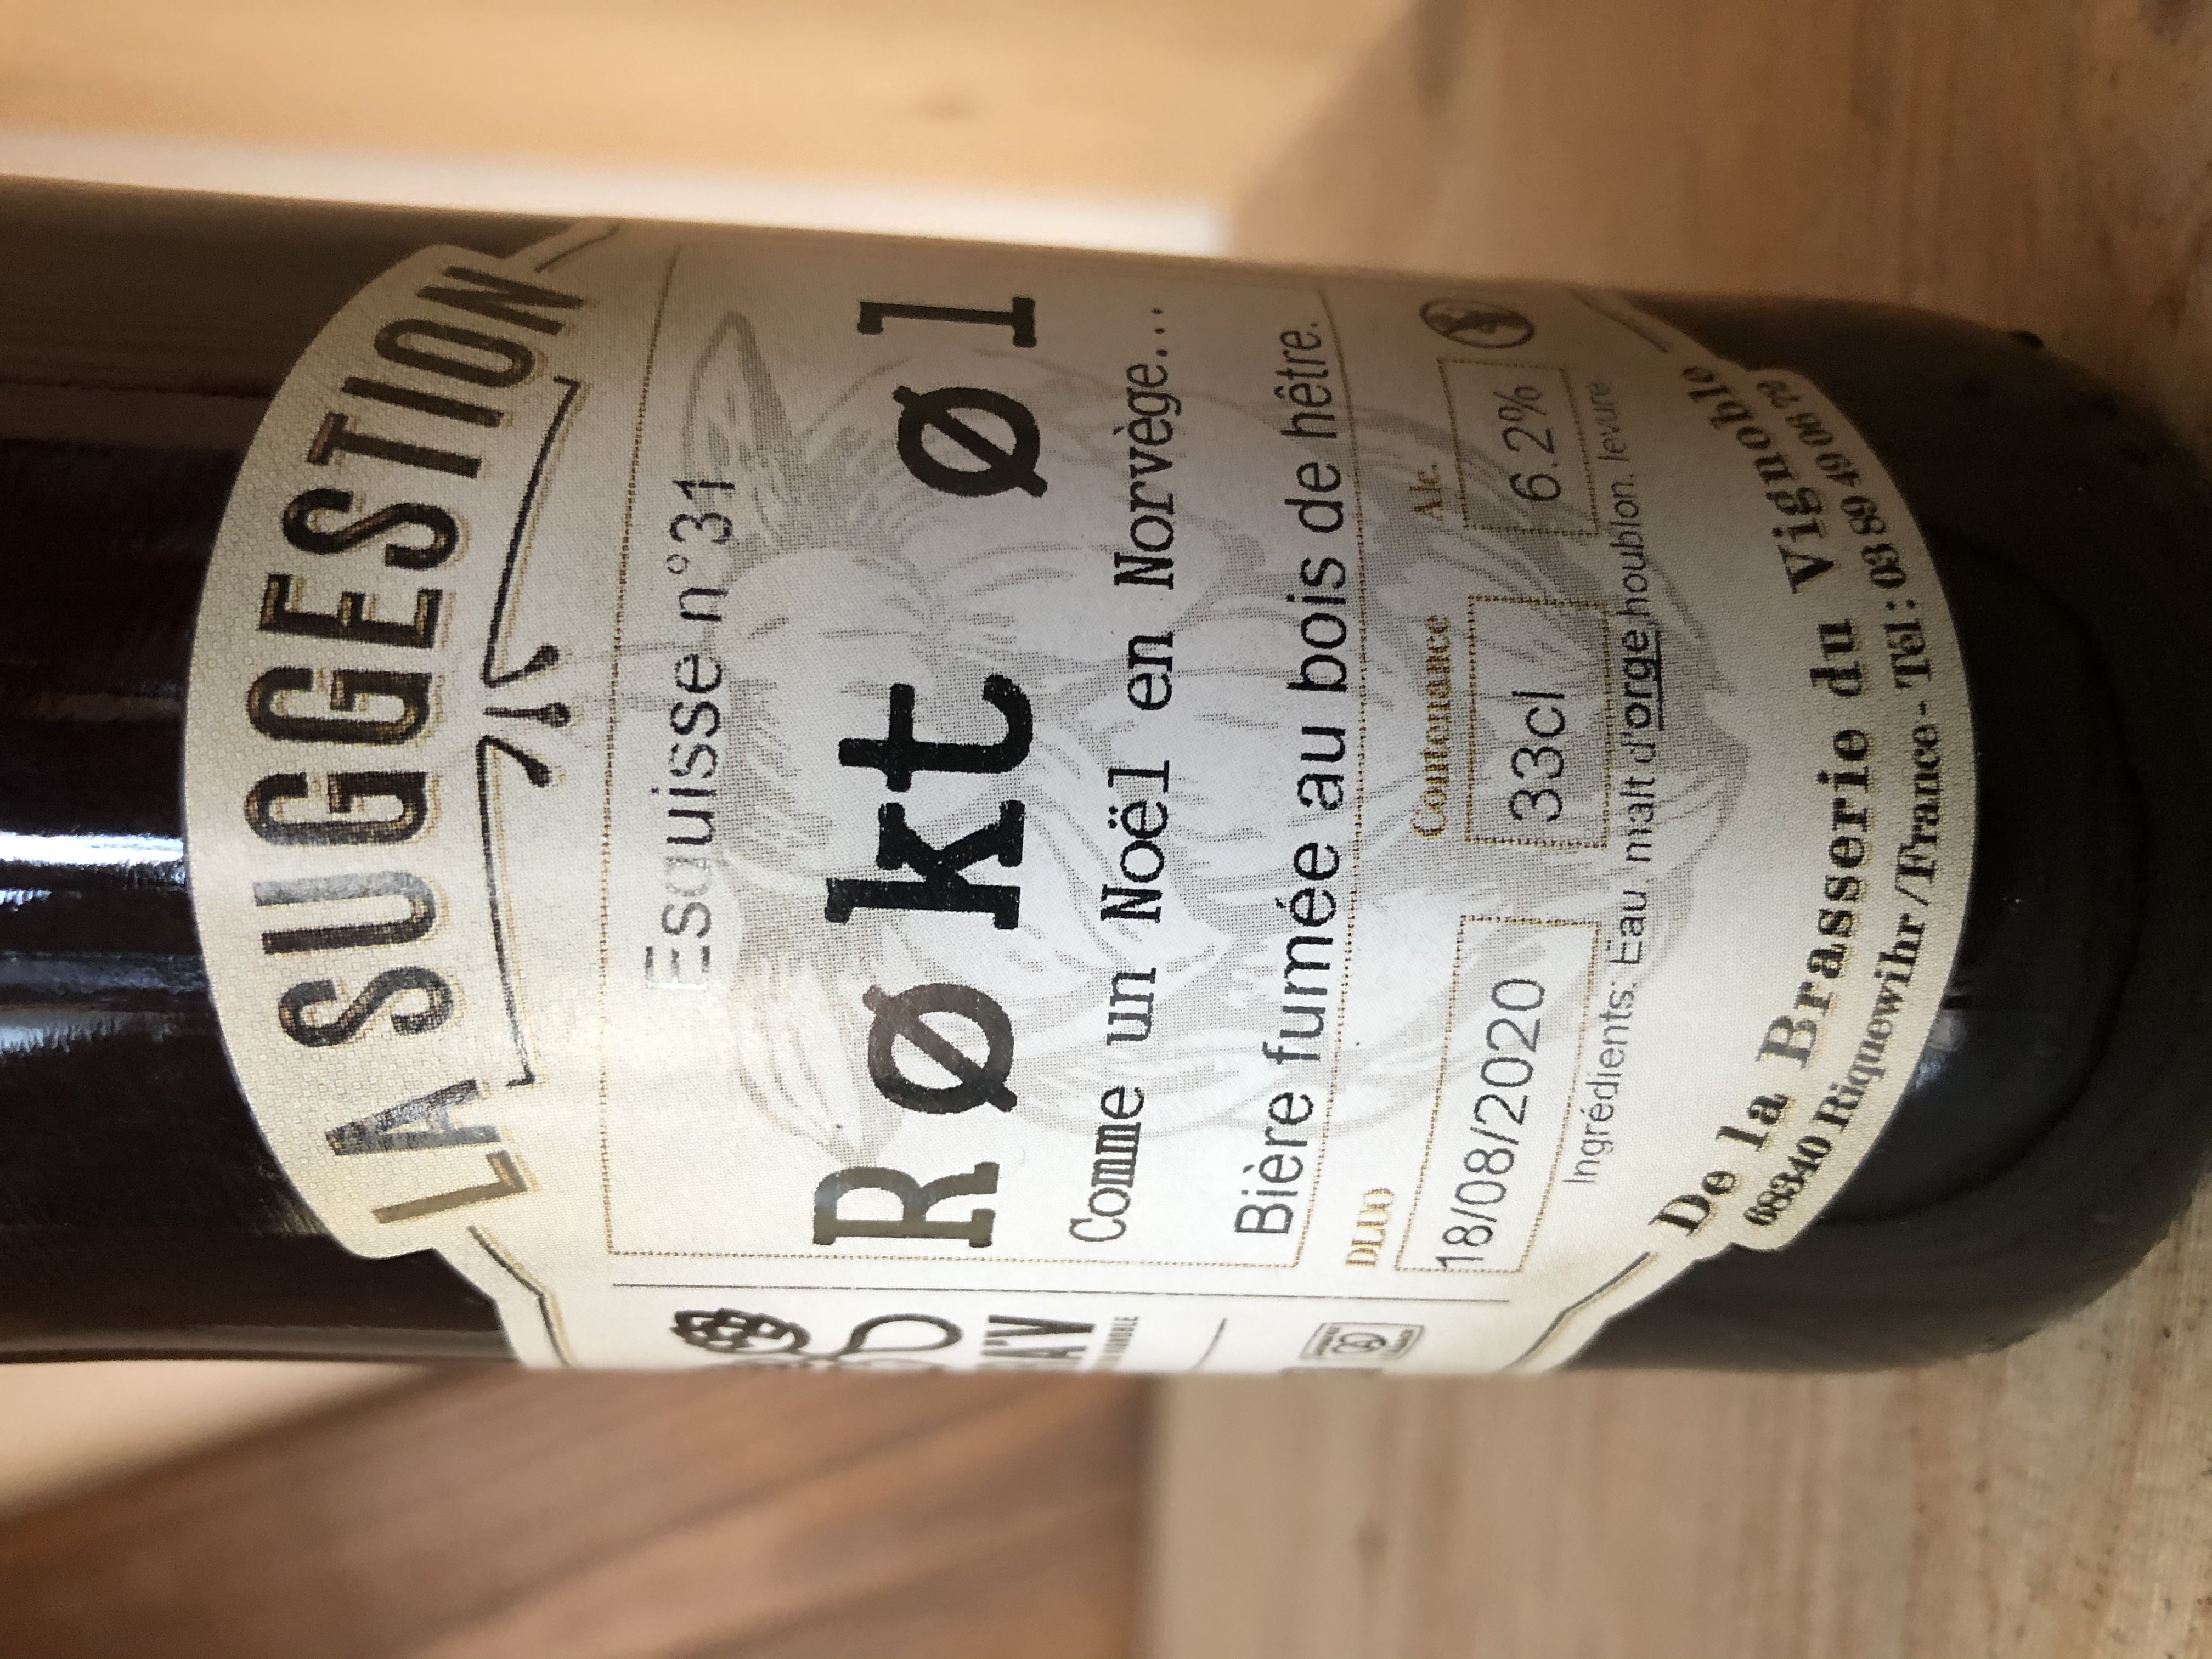 LA SUGGESTION
Esquisse n°31
Røkt øl
Comme un Noël en Norvège...
Bière fumée au bois de hêtre.
DLUO
Contenance
Alc.
18/08/2020
33cl
6.2%
Ingrédients: Eau, malt d'orge, houblon, levure
De la Brasserie du Vignoble
68340 Riquewihr / France - Tél : 03 89 49 06 22